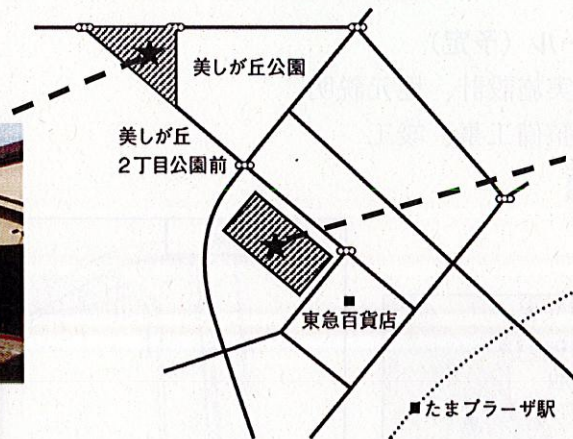 美しが丘公園
美しが丘
2丁目公園前
東急百貨店
たまプラーザ駅